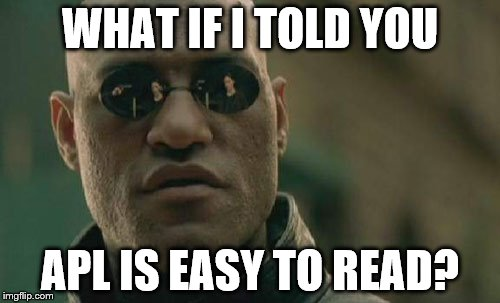 WHAT IF I TOLD YOU
APL IS EASY TO READ?
imgflip.com